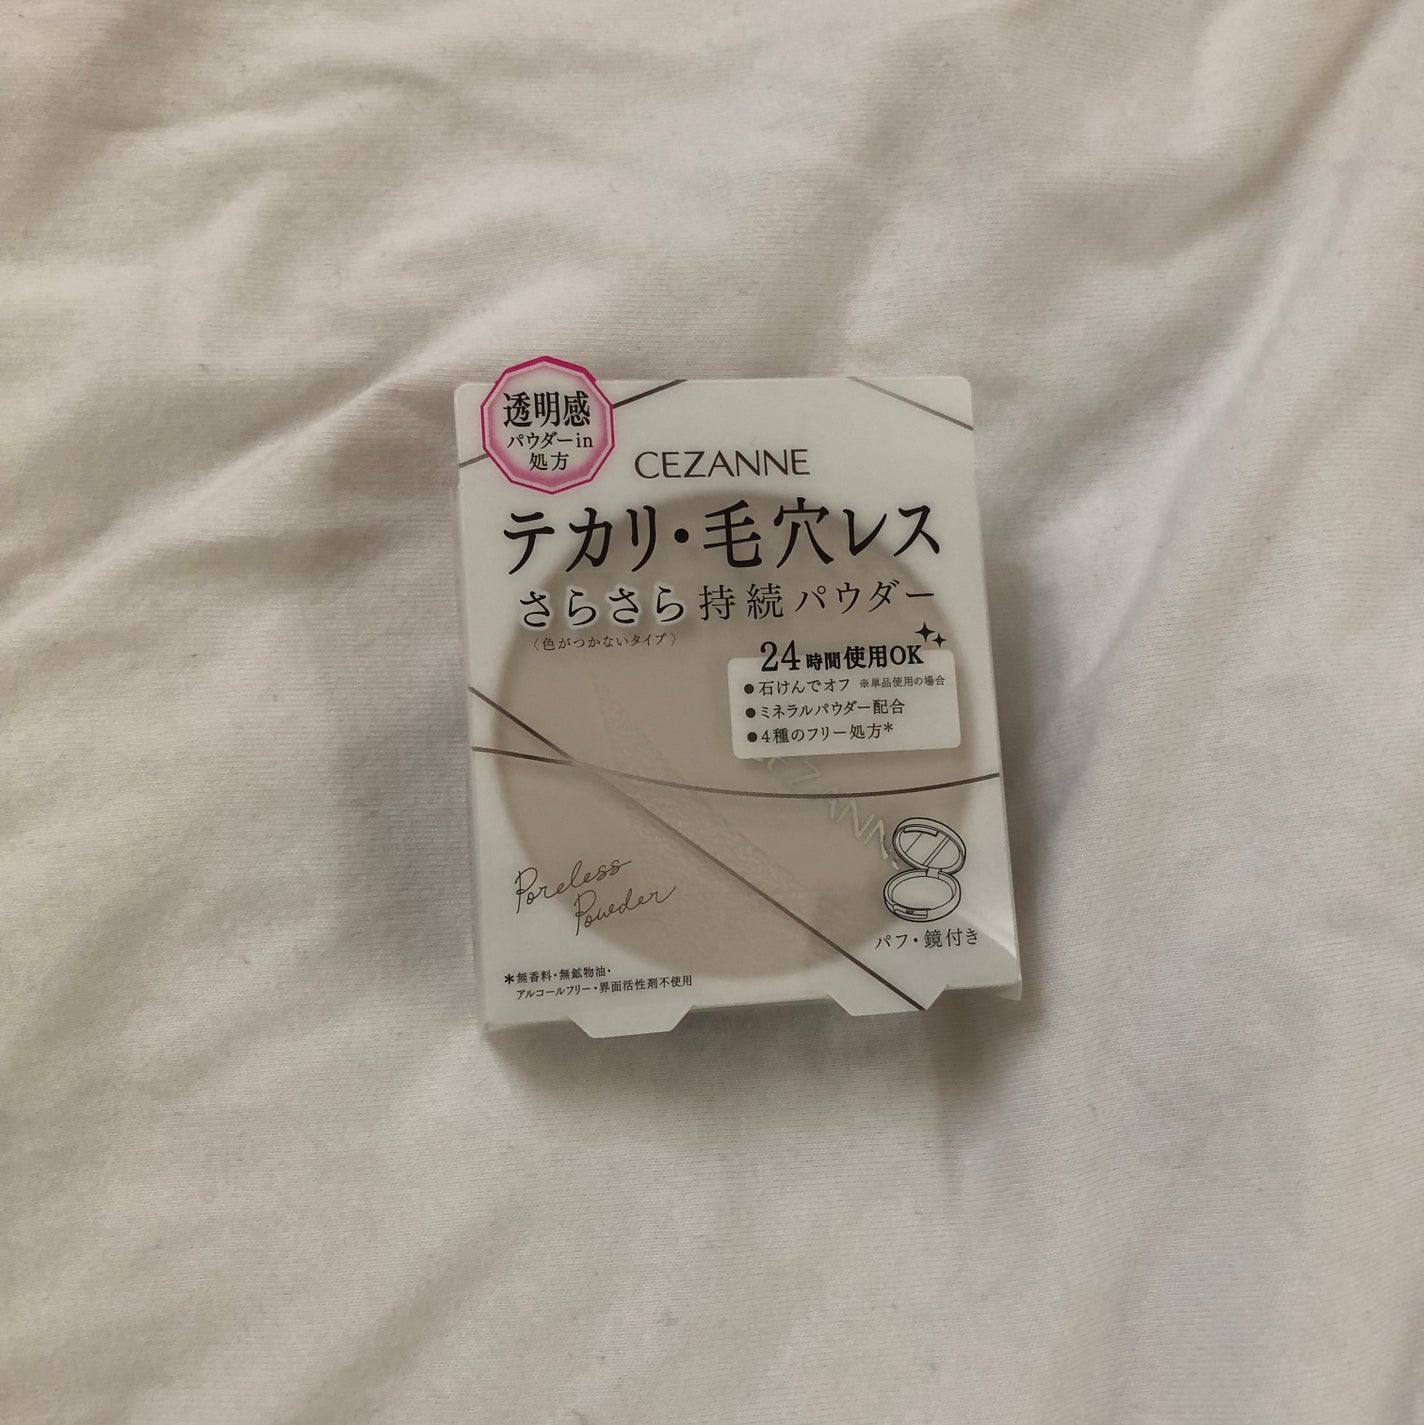 透明感
パウダーin
処方
CEZANNE
テカリ・毛穴レス
さらさら持続パウダー
〈色がつかないタイプ〉
24時間使用OK
●石けんでオフ ※単品使用の場合
●ミネラルパウダー配合
●4種のフリー処方*
CEZANNE
Poreless
Powder
パフ・鏡付き
*無香料・無鉱物油・
アルコールフリー・界面活性剤不使用